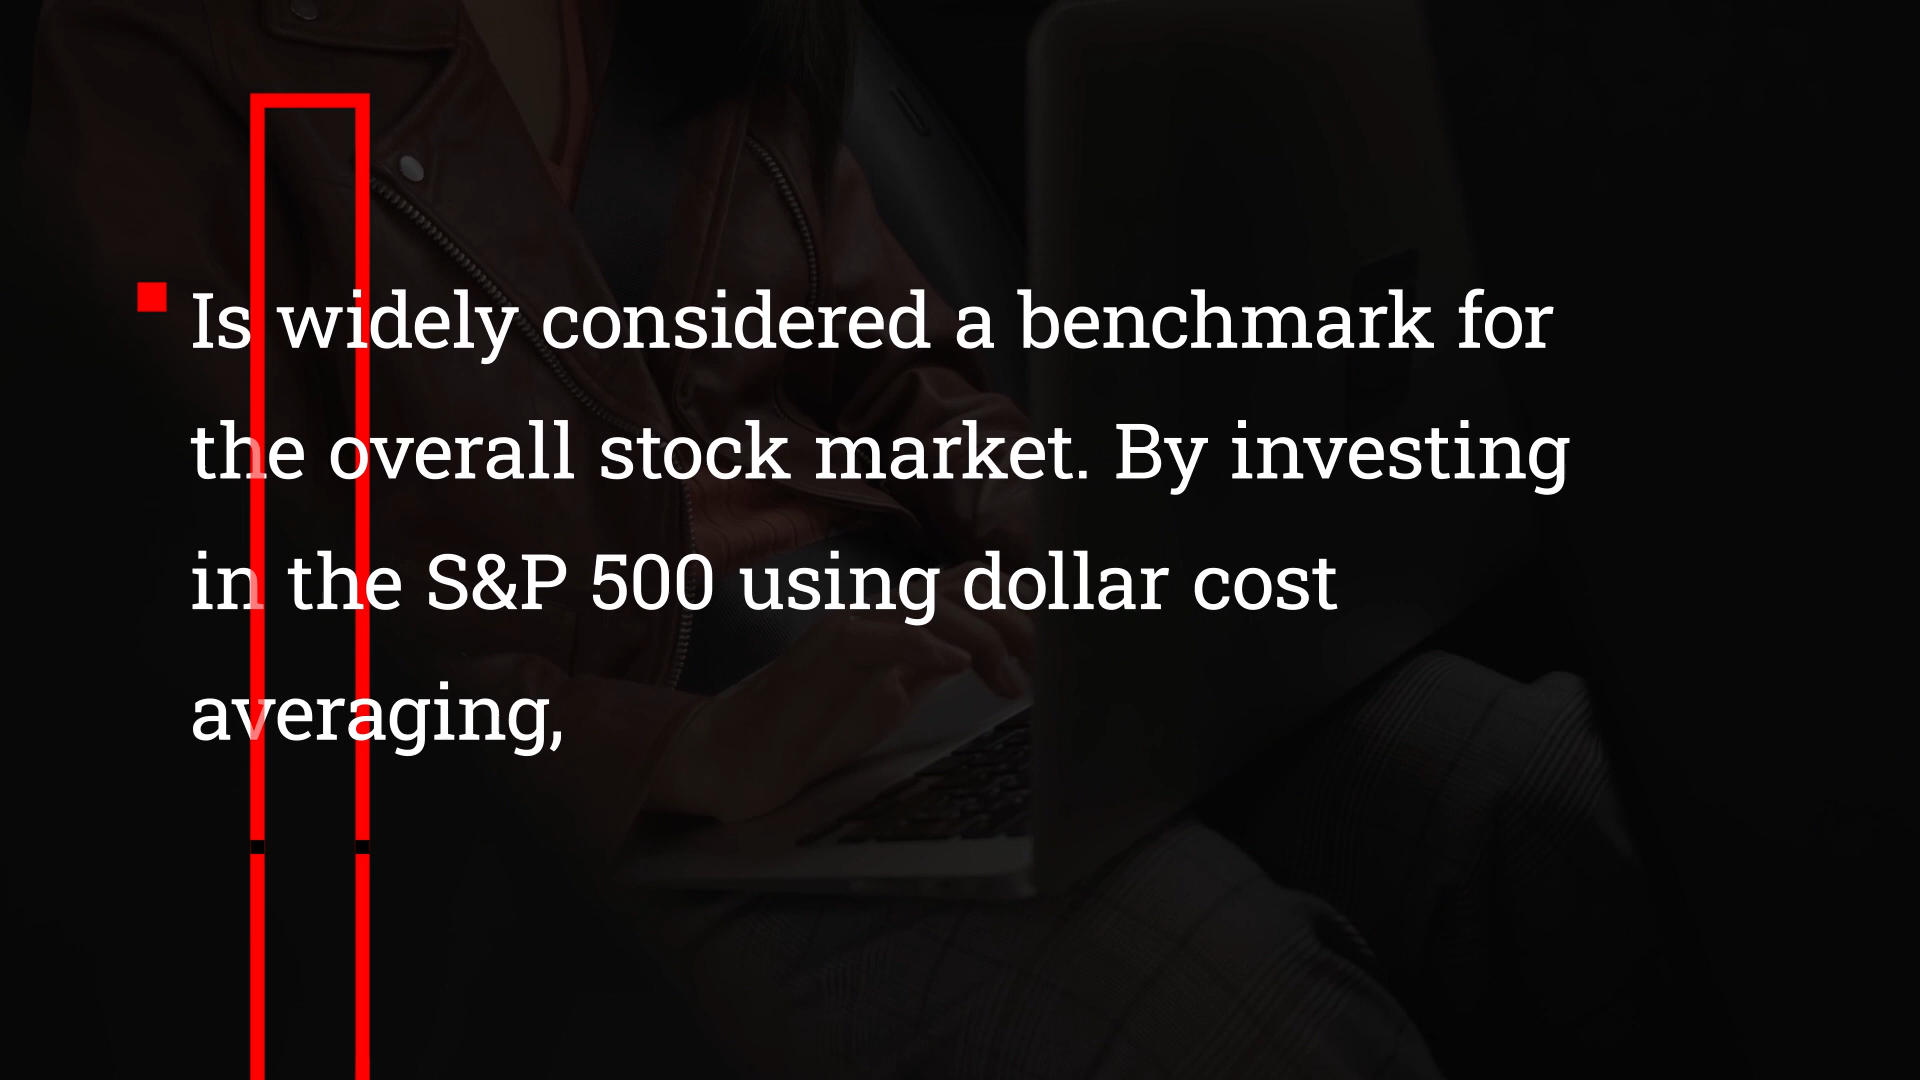 Is widely considered a benchmark for
the overall stock market. By investing
in the S&P 500 using dollar cost
averaging,